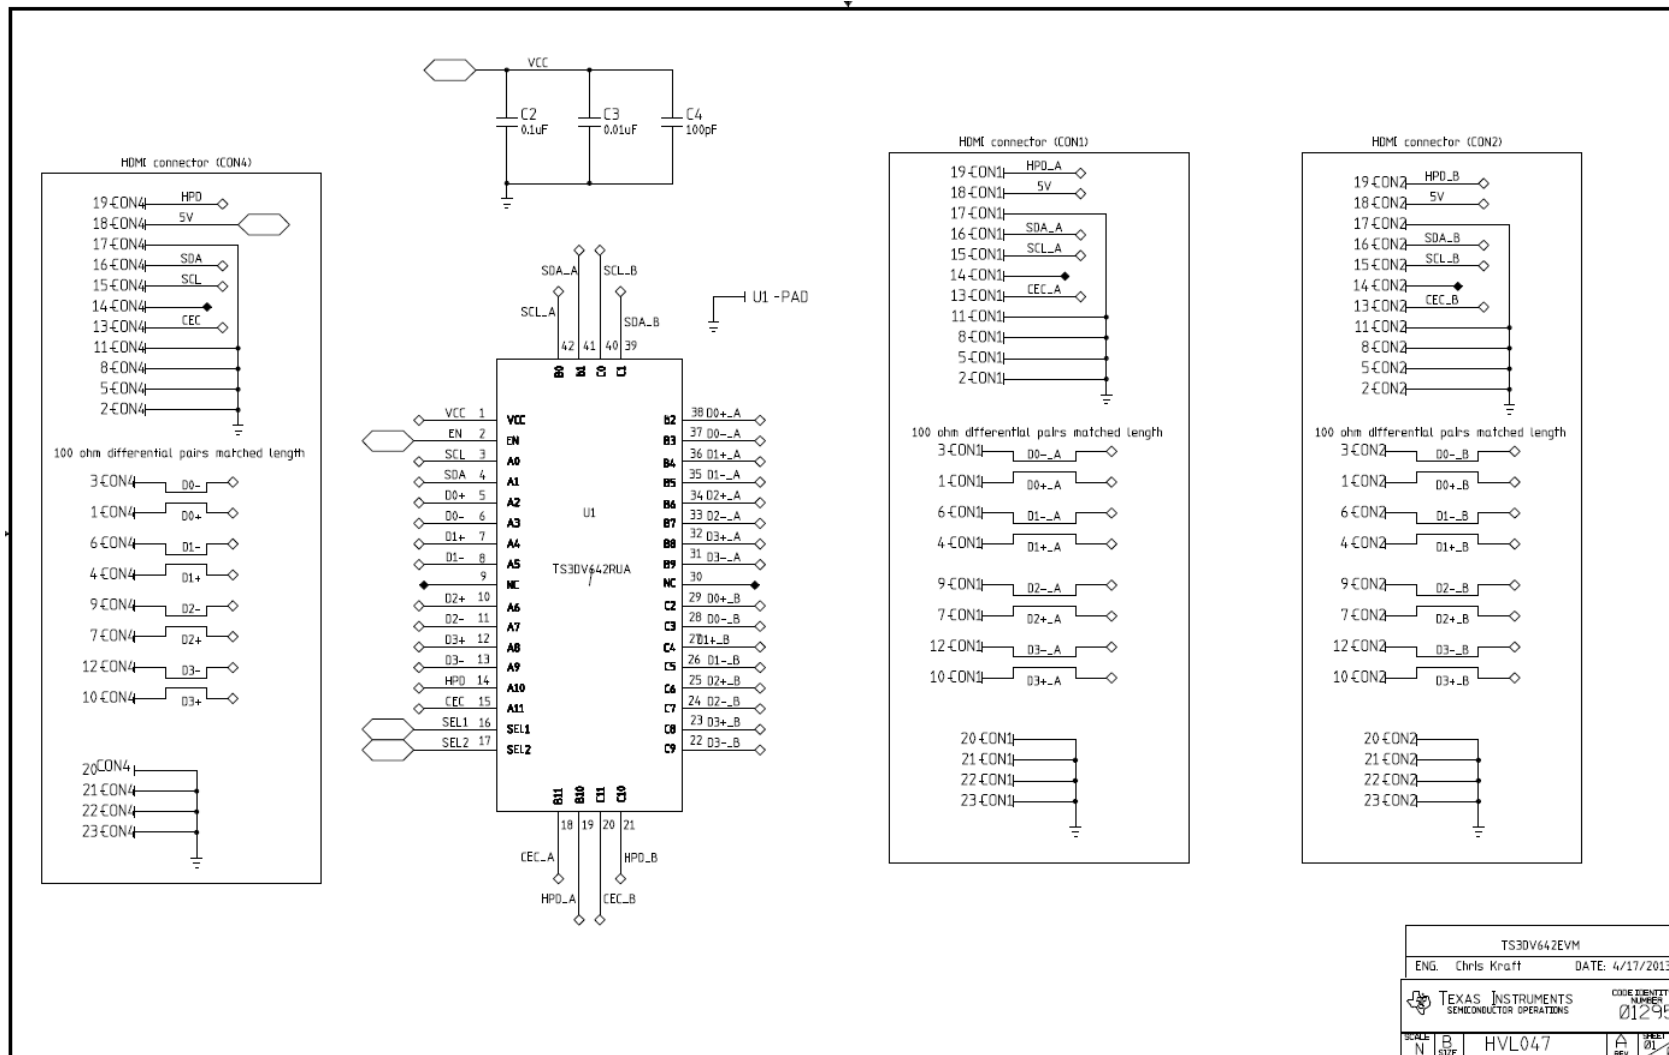 VCC
C2
0.1uF
C3
0.01uF
C4
100pF
HDMI connector (CON4)
19-CON4 HPD
18-CON4 5V
17-CON4
16-CON4 SDA
15-CON4 SCL
14-CON4
13-CON4 CEC
11-CON4
8-CON4
5-CON4
2-CON4
100 ohm differential pairs matched length
3-CON4 D0-
1-CON4 D0+
6-CON4 D1-
4-CON4 D1+
9-CON4 D2-
7-CON4 D2+
12-CON4 D3-
10-CON4 D3+
20CON4
21-CON4
22-CON4
23-CON4
SDA_A SCL_B
SCL_A SDA_B
42 41 40 39
B0 B1 C0 C1
U1-PAD
VCC 1 VCC
EN 2 EN
SCL 3 A0
SDA 4 A1
D0+ 5 A2
D0- 6 A3
D1+ 7 A4
D1- 8 A5
9 NC
D2+ 10 A6
D2- 11 A7
D3+ 12 A8
D3- 13 A9
HPD 14 A10
CEC 15 A11
SEL1 16 SEL1
SEL2 17 SEL2
U1
TS3DV642RUA
B2 38 D0+_A
B3 37 D0-_A
B4 36 D1+_A
B5 35 D1-_A
B6 34 D2+_A
B7 33 D2-_A
B8 32 D3+_A
B9 31 D3-_A
NC 30
C2 29 D0+_B
C3 28 D0-_B
C4 27 D1+_B
C5 26 D1-_B
C6 25 D2+_B
C7 24 D2-_B
C8 23 D3+_B
C9 22 D3-_B
B11 B10 C11 C10
18 19 20 21
CEC_A HPD_B
HPD_A CEC_B
HDMI connector (CON1)
19-CON1 HPD_A
18-CON1 5V
17-CON1
16-CON1 SDA_A
15-CON1 SCL_A
14-CON1
13-CON1 CEC_A
11-CON1
8-CON1
5-CON1
2-CON1
100 ohm differential pairs matched length
3-CON1 D0-_A
1-CON1 D0+_A
6-CON1 D1-_A
4-CON1 D1+_A
9-CON1 D2-_A
7-CON1 D2+_A
12-CON1 D3-_A
10-CON1 D3+_A
20-CON1
21-CON1
22-CON1
23-CON1
HDMI connector (CON2)
19-CON2 HPD_B
18-CON2 5V
17-CON2
16-CON2 SDA_B
15-CON2 SCL_B
14-CON2
13-CON2 CEC_B
11-CON2
8-CON2
5-CON2
2-CON2
100 ohm differential pairs matched length
3-CON2 D0-_B
1-CON2 D0+_B
6-CON2 D1-_B
4-CON2 D1+_B
9-CON2 D2-_B
7-CON2 D2+_B
12-CON2 D3-_B
10-CON2 D3+_B
20-CON2
21-CON2
22-CON2
23-CON2
TS3DV642EVM
ENG. Chris Kraft DATE: 4/17/2013
TEXAS INSTRUMENTS
SEMICONDUCTOR OPERATIONS
NUMBER
01295
SCALE N
B SIZE
HVL047
A REV
SHEET 01